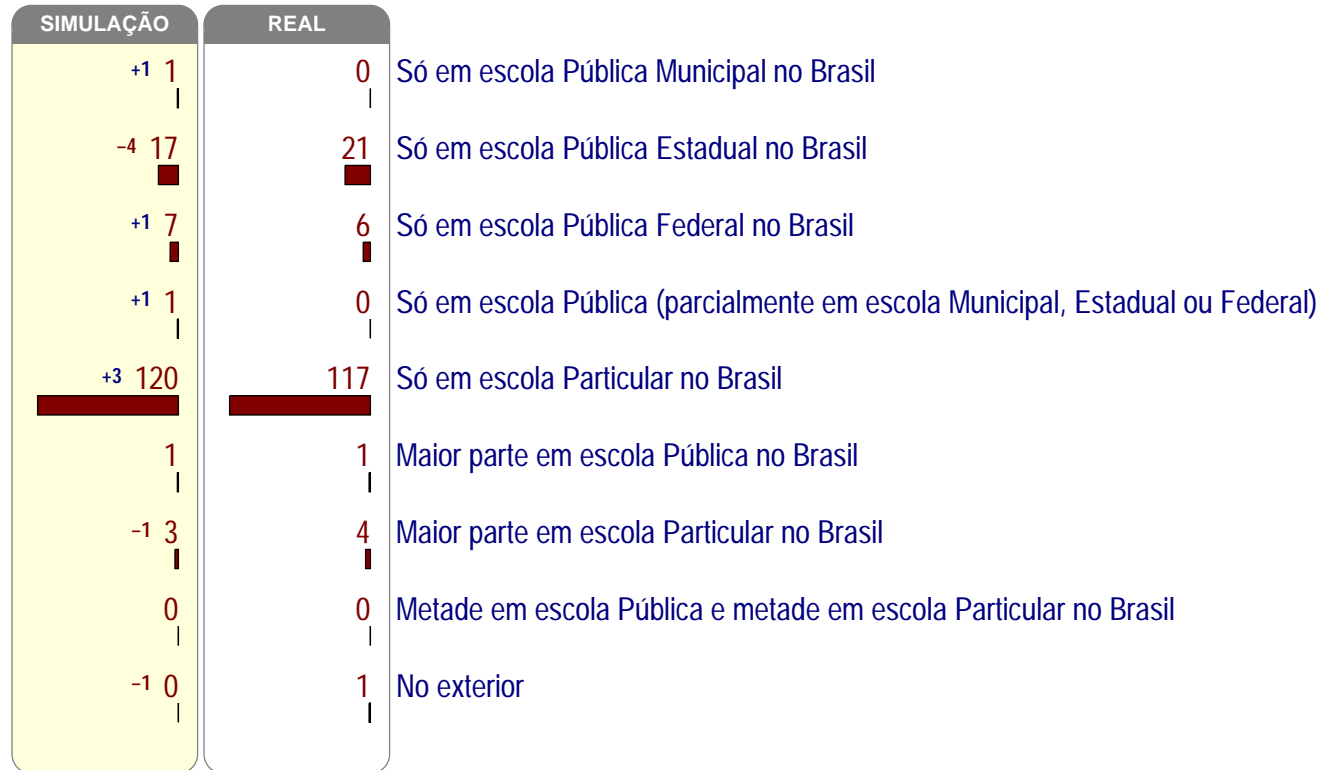 SIMULAÇÃO REAL
+1 1 0 Só em escola Pública Municipal no Brasil
−4 17 21 Só em escola Pública Estadual no Brasil
+1 7 6 Só em escola Pública Federal no Brasil
+1 1 0 Só em escola Pública (parcialmente em escola Municipal, Estadual ou Federal)
+3 120 117 Só em escola Particular no Brasil
1 1 Maior parte em escola Pública no Brasil
−1 3 4 Maior parte em escola Particular no Brasil
0 0 Metade em escola Pública e metade em escola Particular no Brasil
−1 0 1 No exterior